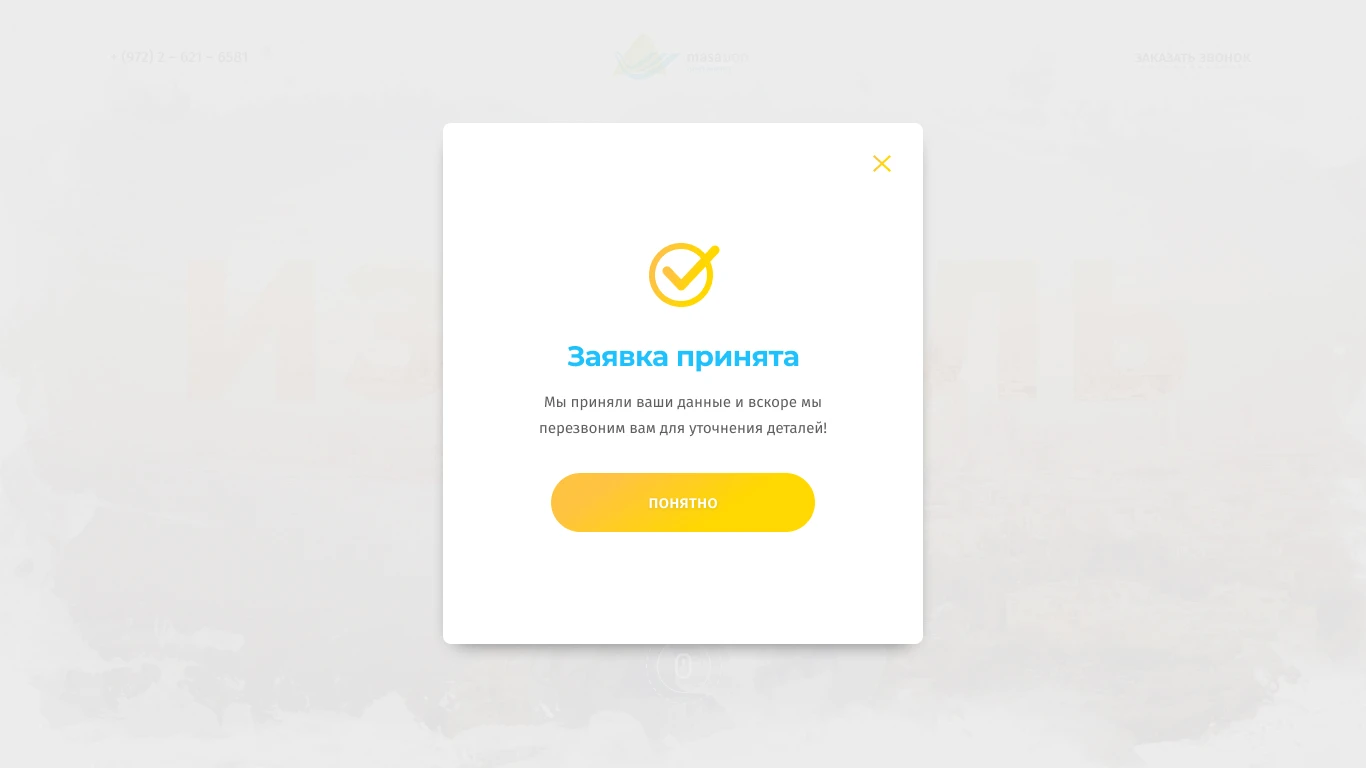 + (972) 2 – 621 – 6581
ЗАКАЗАТЬ ЗВОНОК
Заявка принята
Мы приняли ваши данные и вскоре мы
перезвоним вам для уточнения деталей!
ПОНЯТНО